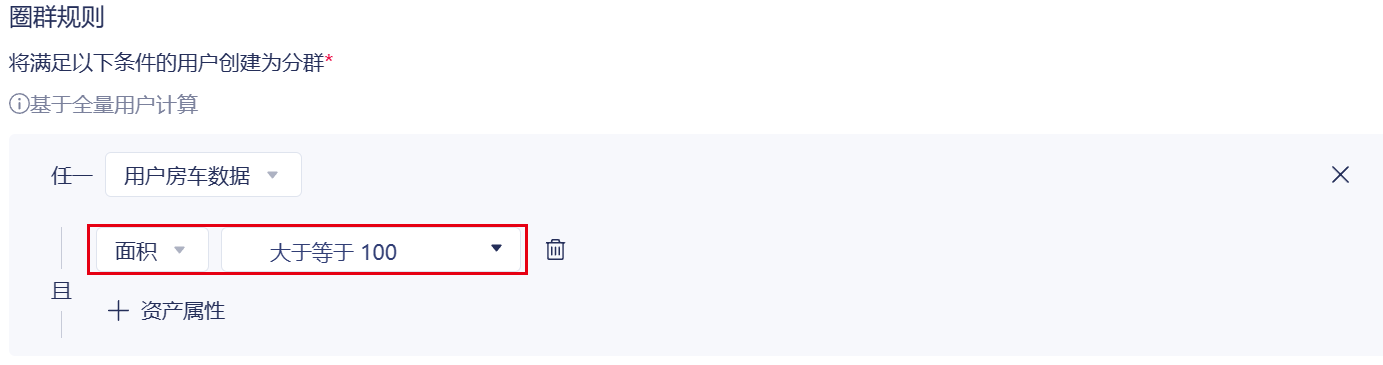 圈群规则
将满足以下条件的用户创建为分群*
基于全量用户计算
任一 用户房车数据
面积 大于等于 100
且
资产属性